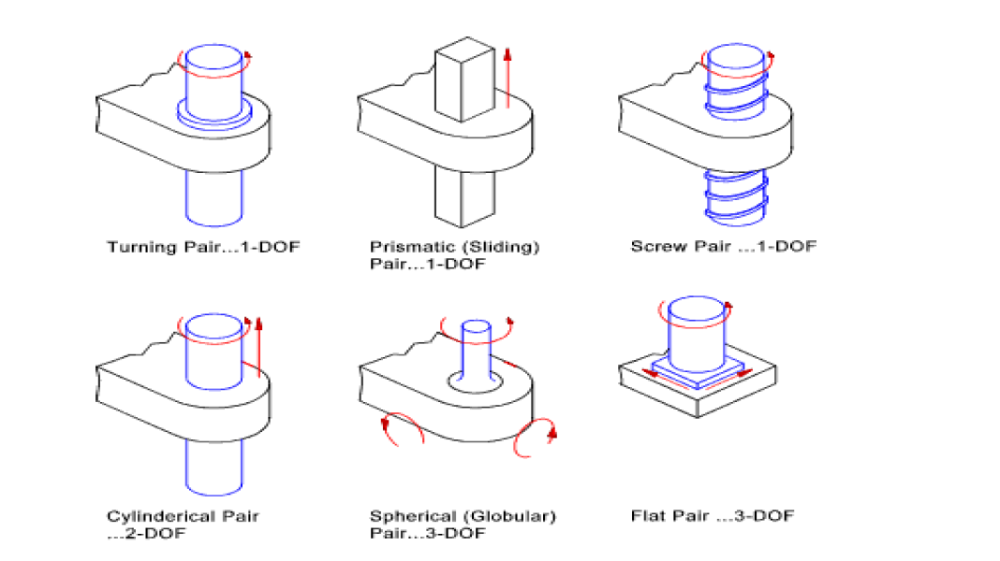 Turning Pair...1-DOF
Prismatic (Sliding)
Pair...1-DOF
Screw Pair ...1-DOF
Cylinderical Pair
...2-DOF
Spherical (Globular)
Pair...3-DOF
Flat Pair ...3-DOF